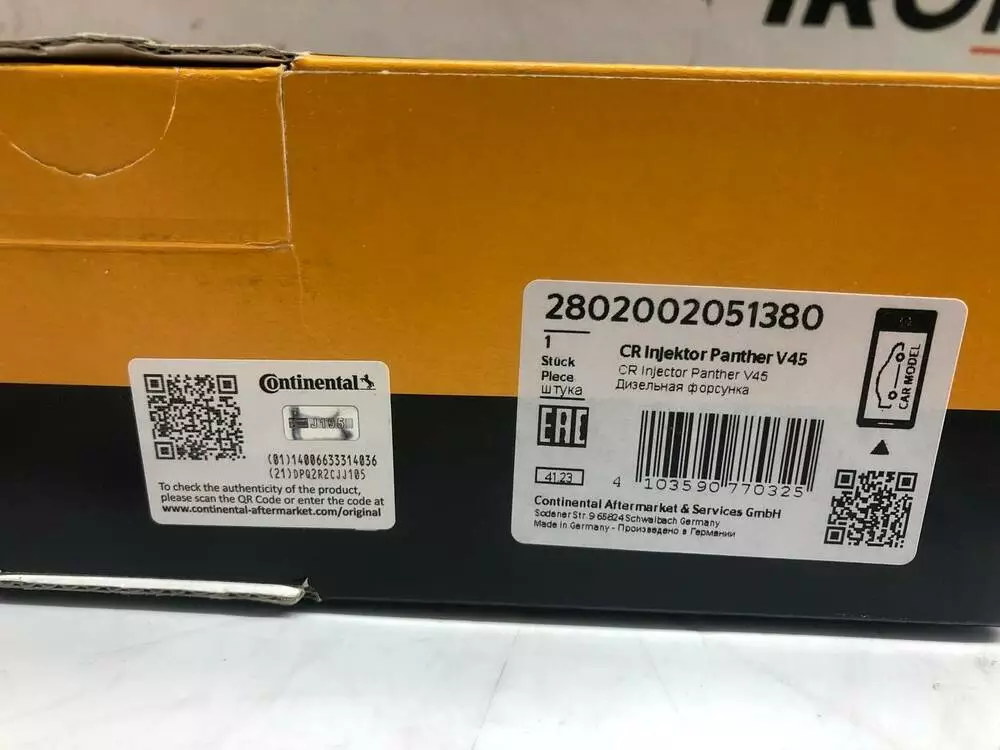 Continental
J195
(01)14006633314036
(21)DPQ2R2CJJ105
To check the authenticity of the product,
please scan the QR Code or enter the code at
www.continental-aftermarket.com/original
2802002051380
1
Stück
Piece
штука
CR Injektor Panther V45
CR Injector Panther V45
Дизельная форсунка
CAR MODEL
EAC
41.23
4 103590 770325
Continental Aftermarket & Services GmbH
Sodener Str. 9 65824 Schwalbach Germany
Made in Germany - Произведено в Германии